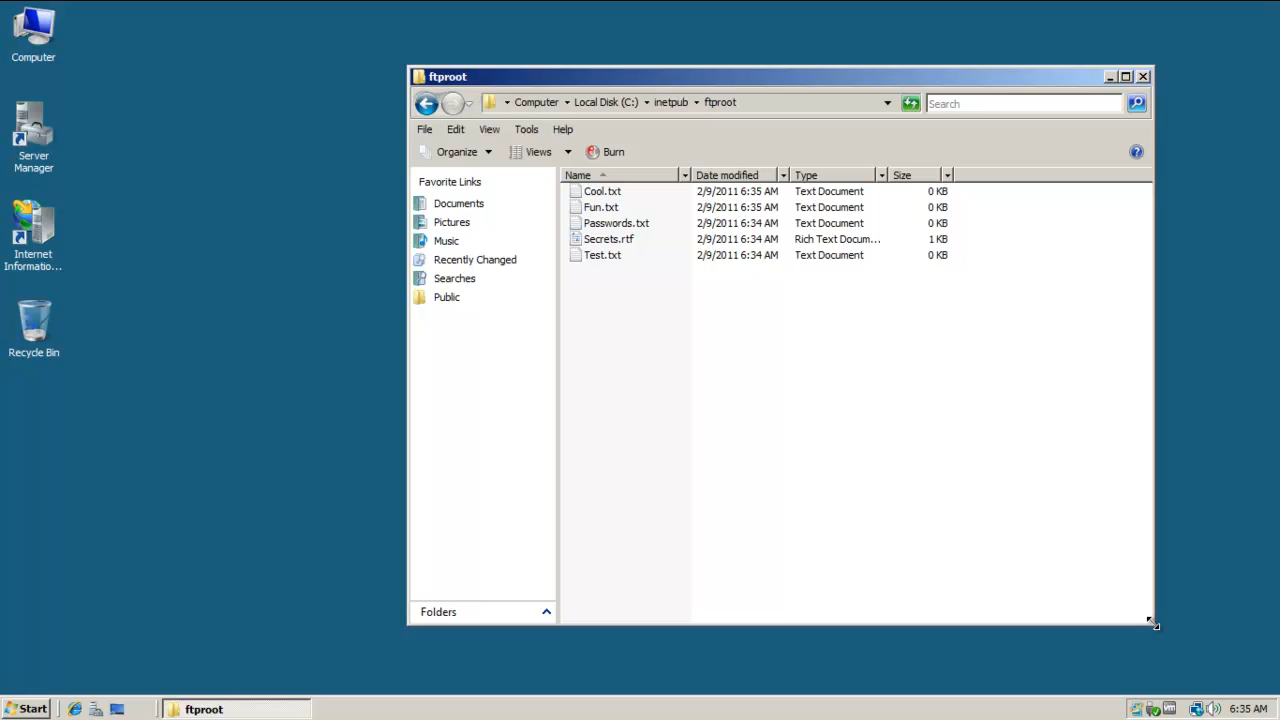 Computer
Server
Manager
Internet
Informatio...
Recycle Bin
ftproot
Computer Local Disk (C:) inetpub ftproot
Search
File Edit View Tools Help
Organize Views Burn
Favorite Links
Documents
Pictures
Music
Recently Changed
Searches
Public
Folders
Name Date modified Type Size
Cool.txt 2/9/2011 6:35 AM Text Document 0 KB
Fun.txt 2/9/2011 6:35 AM Text Document 0 KB
Passwords.txt 2/9/2011 6:34 AM Text Document 0 KB
Secrets.rtf 2/9/2011 6:34 AM Rich Text Docum... 1 KB
Test.txt 2/9/2011 6:34 AM Text Document 0 KB
Start ftproot 6:35 AM